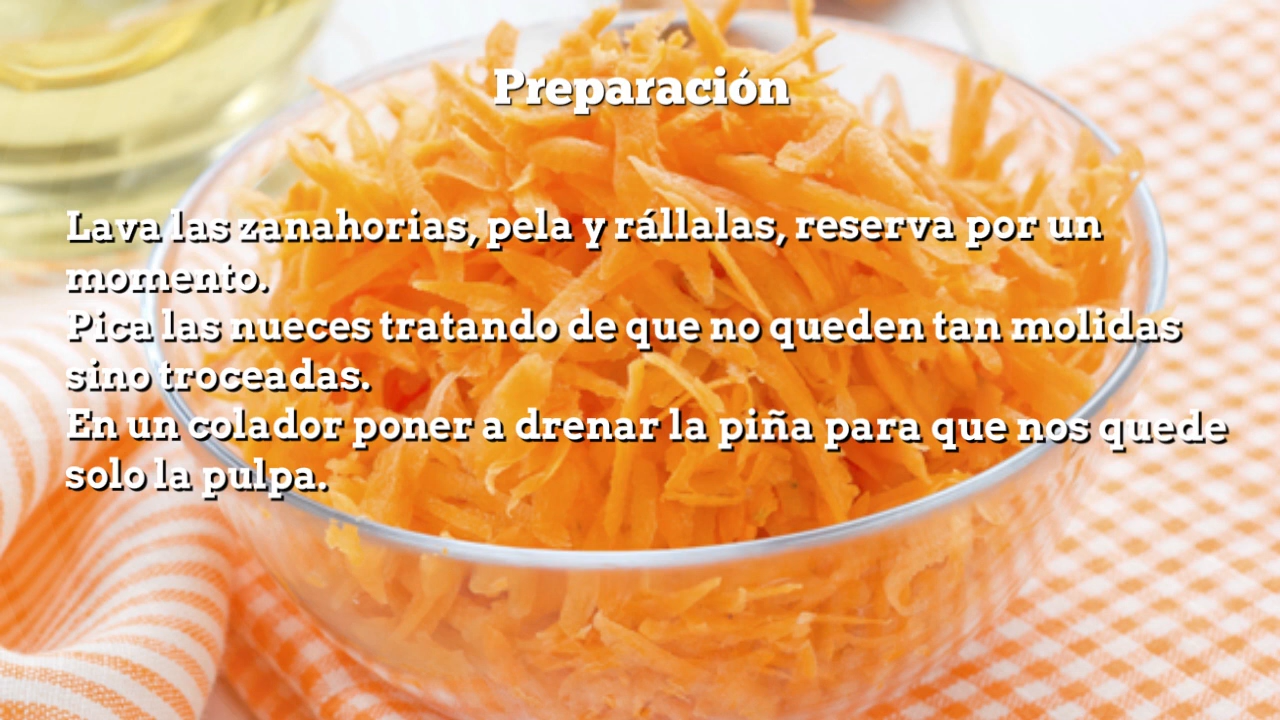 Preparación
Lava las zanahorias, pela y rállalas, reserva por un
momento.
Pica las nueces tratando de que no queden tan molidas
sino troceadas.
En un colador poner a drenar la piña para que nos quede
solo la pulpa.